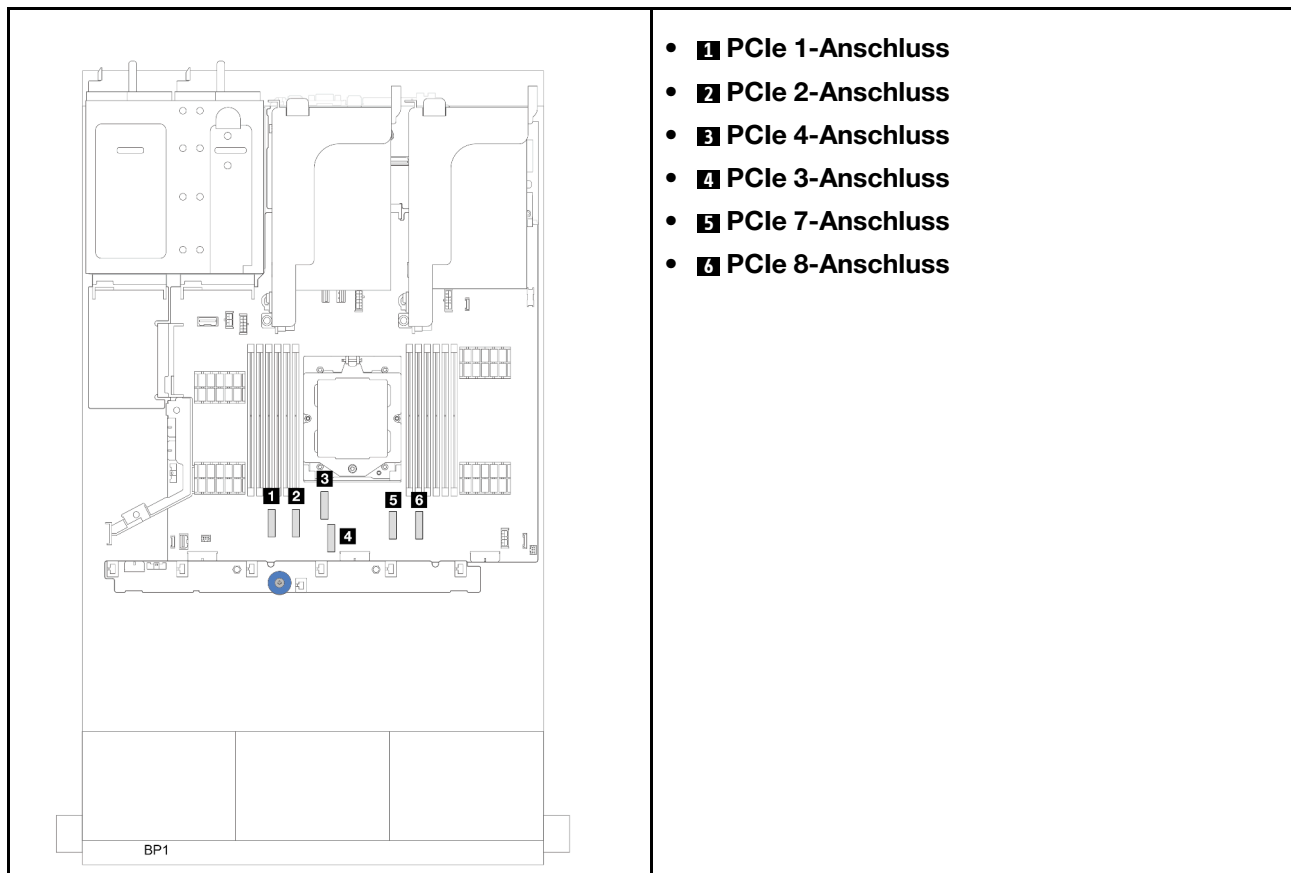 1
2
3
4
5
6
BP1
• 1 PCIe 1-Anschluss
• 2 PCIe 2-Anschluss
• 3 PCIe 4-Anschluss
• 4 PCIe 3-Anschluss
• 5 PCIe 7-Anschluss
• 6 PCIe 8-Anschluss